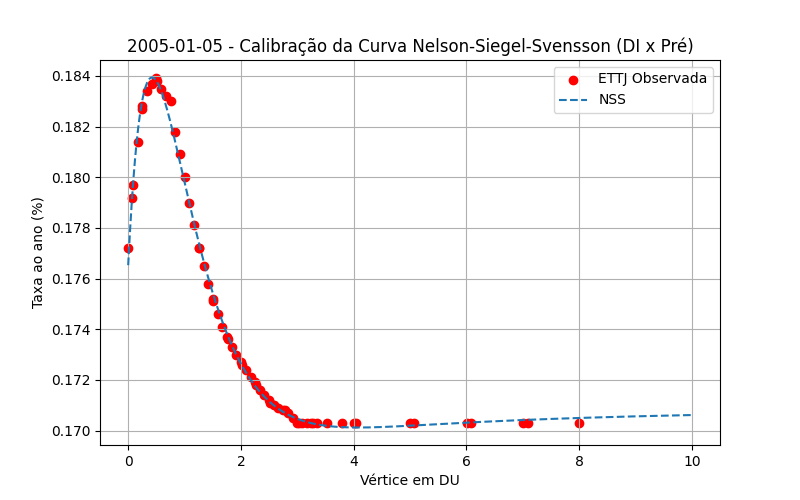 2005-01-05 - Calibração da Curva Nelson-Siegel-Svensson (DI x Pré)
ETTJ Observada
NSS
Taxa ao ano (%)
0.184
0.182
0.180
0.178
0.176
0.174
0.172
0.170
0 2 4 6 8 10
Vértice em DU